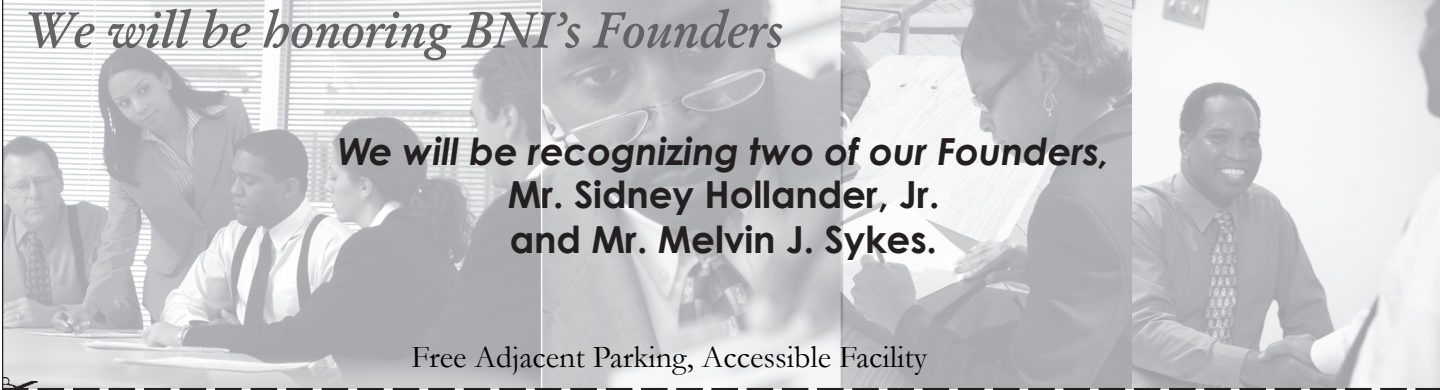 We will be honoring BNI's Founders
We will be recognizing two of our Founders,
Mr. Sidney Hollander, Jr.
and Mr. Melvin J. Sykes.
Free Adjacent Parking, Accessible Facility